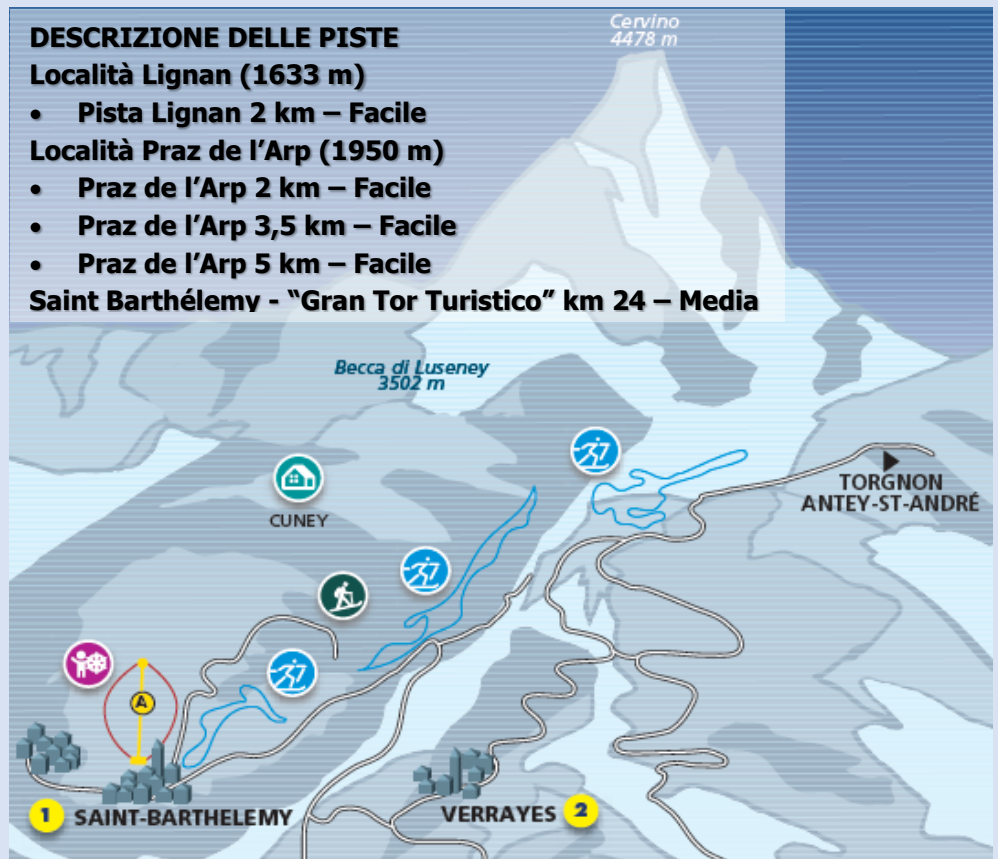 DESCRIZIONE DELLE PISTE
Località Lignan (1633 m)
• Pista Lignan 2 km – Facile
Località Praz de l’Arp (1950 m)
• Praz de l’Arp 2 km – Facile
• Praz de l’Arp 3,5 km – Facile
• Praz de l’Arp 5 km – Facile
Saint Barthélemy - “Gran Tor Turistico” km 24 – Media
Cervino
4478 m
Becca di Luseney
3502 m
CUNEY
TORGNON
ANTEY-ST-ANDRÉ
A
1 SAINT-BARTHELEMY
VERRAYES 2